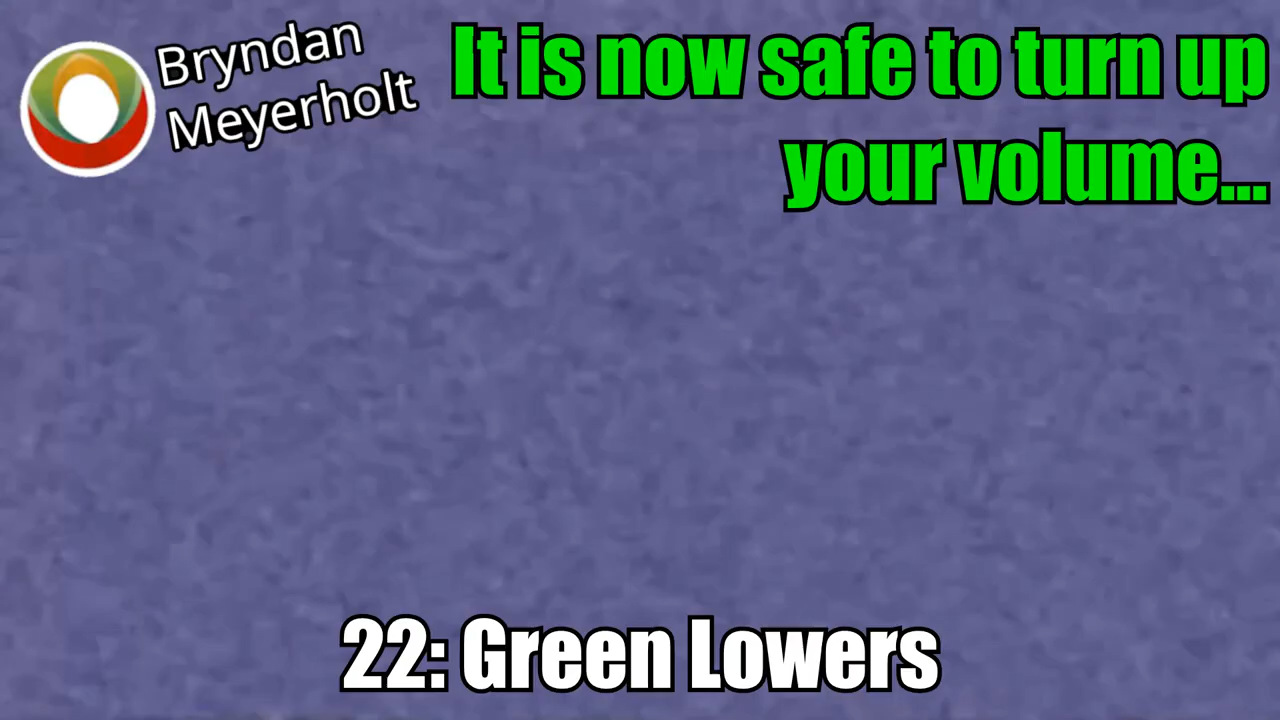 Bryndan
Meyerholt
It is now safe to turn up
your volume...
22: Green Lowers